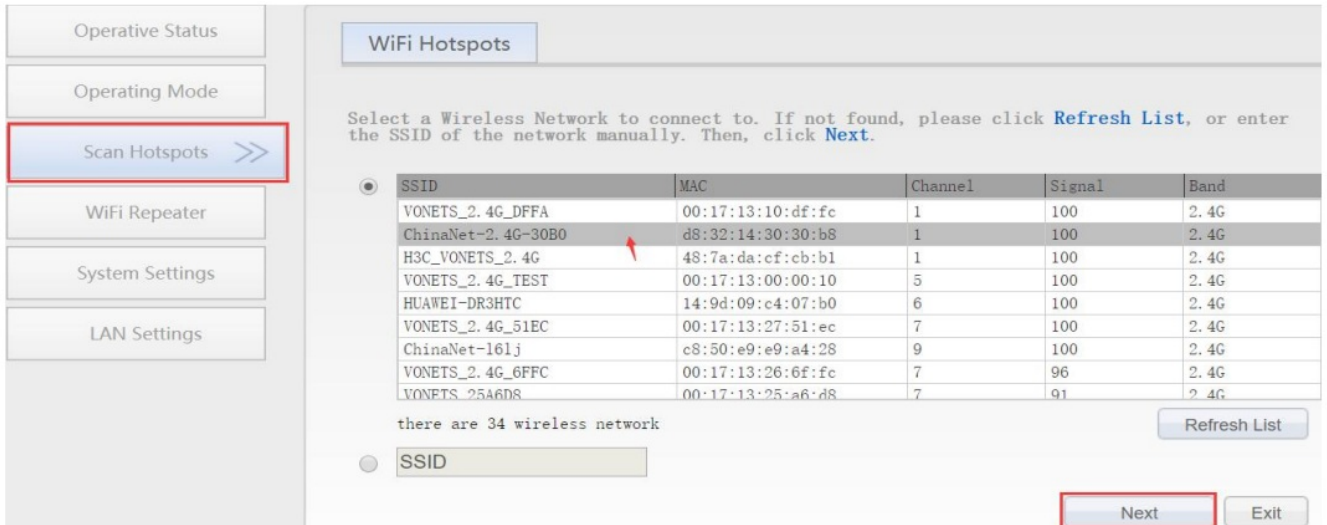 Operative Status
Operating Mode
Scan Hotspots >>
WiFi Repeater
System Settings
LAN Settings
WiFi Hotspots
Select a Wireless Network to connect to. If not found, please click Refresh List, or enter
the SSID of the network manually. Then, click Next.
SSID MAC Channel Signal Band
VONETS_2.4G_DFFA 00:17:13:10:df:fc 1 100 2.4G
ChinaNet-2.4G-30B0 d8:32:14:30:30:b8 1 100 2.4G
H3C_VONETS_2.4G 48:7a:da:cf:cb:b1 1 100 2.4G
VONETS_2.4G_TEST 00:17:13:00:00:10 5 100 2.4G
HUAWEI-DR3HTC 14:9d:09:c4:07:b0 6 100 2.4G
VONETS_2.4G_51EC 00:17:13:27:51:ec 7 100 2.4G
ChinaNet-161j c8:50:e9:e9:a4:28 9 100 2.4G
VONETS_2.4G_6FFC 00:17:13:26:6f:fc 7 96 2.4G
VONETS_25A6D8 00:17:13:25:a6:d8 7 91 2.4G
there are 34 wireless network
Refresh List
SSID
Next Exit